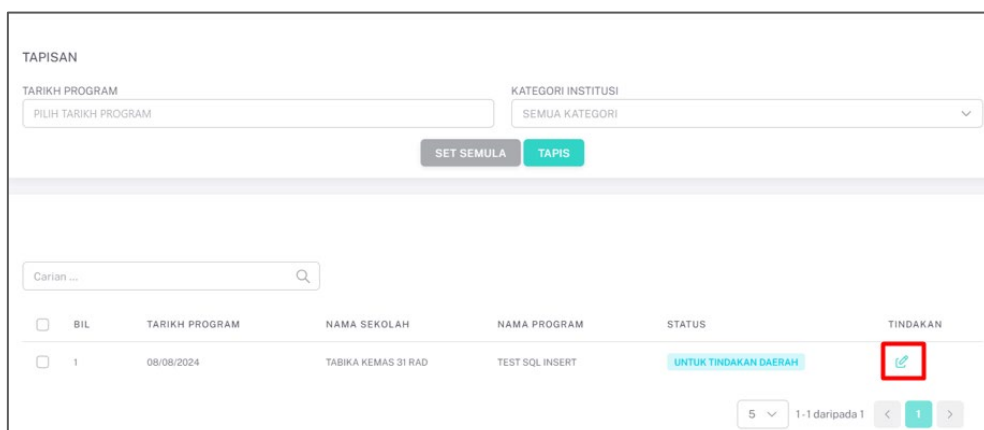 TAPISAN
TARIKH PROGRAM KATEGORI INSTITUSI
PILIH TARIKH PROGRAM SEMUA KATEGORI
SET SEMULA TAPIS
Carian ...
BIL TARIKH PROGRAM NAMA SEKOLAH NAMA PROGRAM STATUS TINDAKAN
1 08/08/2024 TABIKA KEMAS 31 RAD TEST SQL INSERT UNTUK TINDAKAN DAERAH
5 1-1 daripada 1 < 1 >